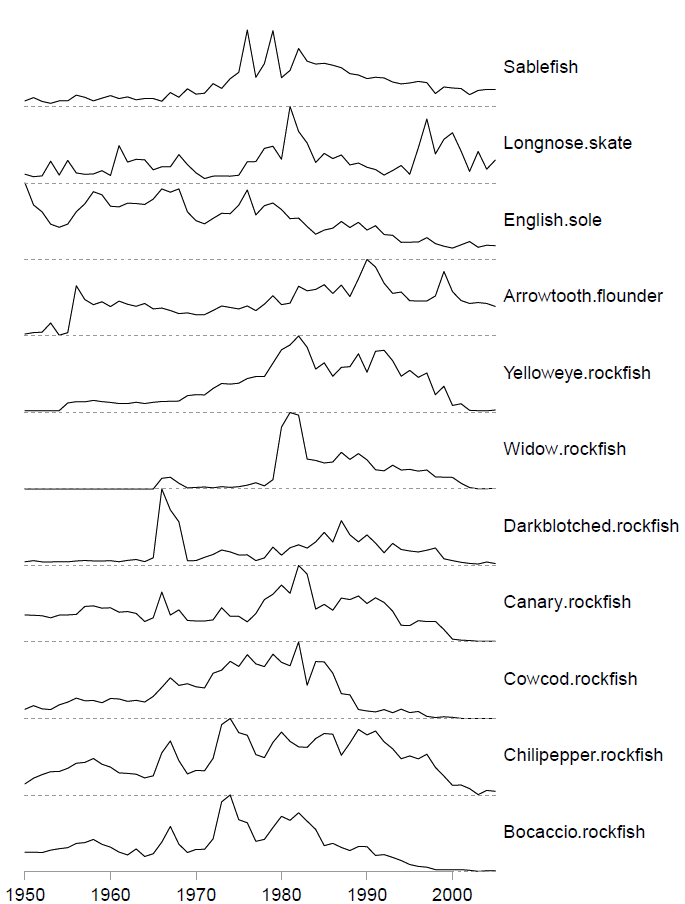 Sablefish
Longnose.skate
English.sole
Arrowtooth.flounder
Yelloweye.rockfish
Widow.rockfish
Darkblotched.rockfish
Canary.rockfish
Cowcod.rockfish
Chilipepper.rockfish
Bocaccio.rockfish
1950 1960 1970 1980 1990 2000